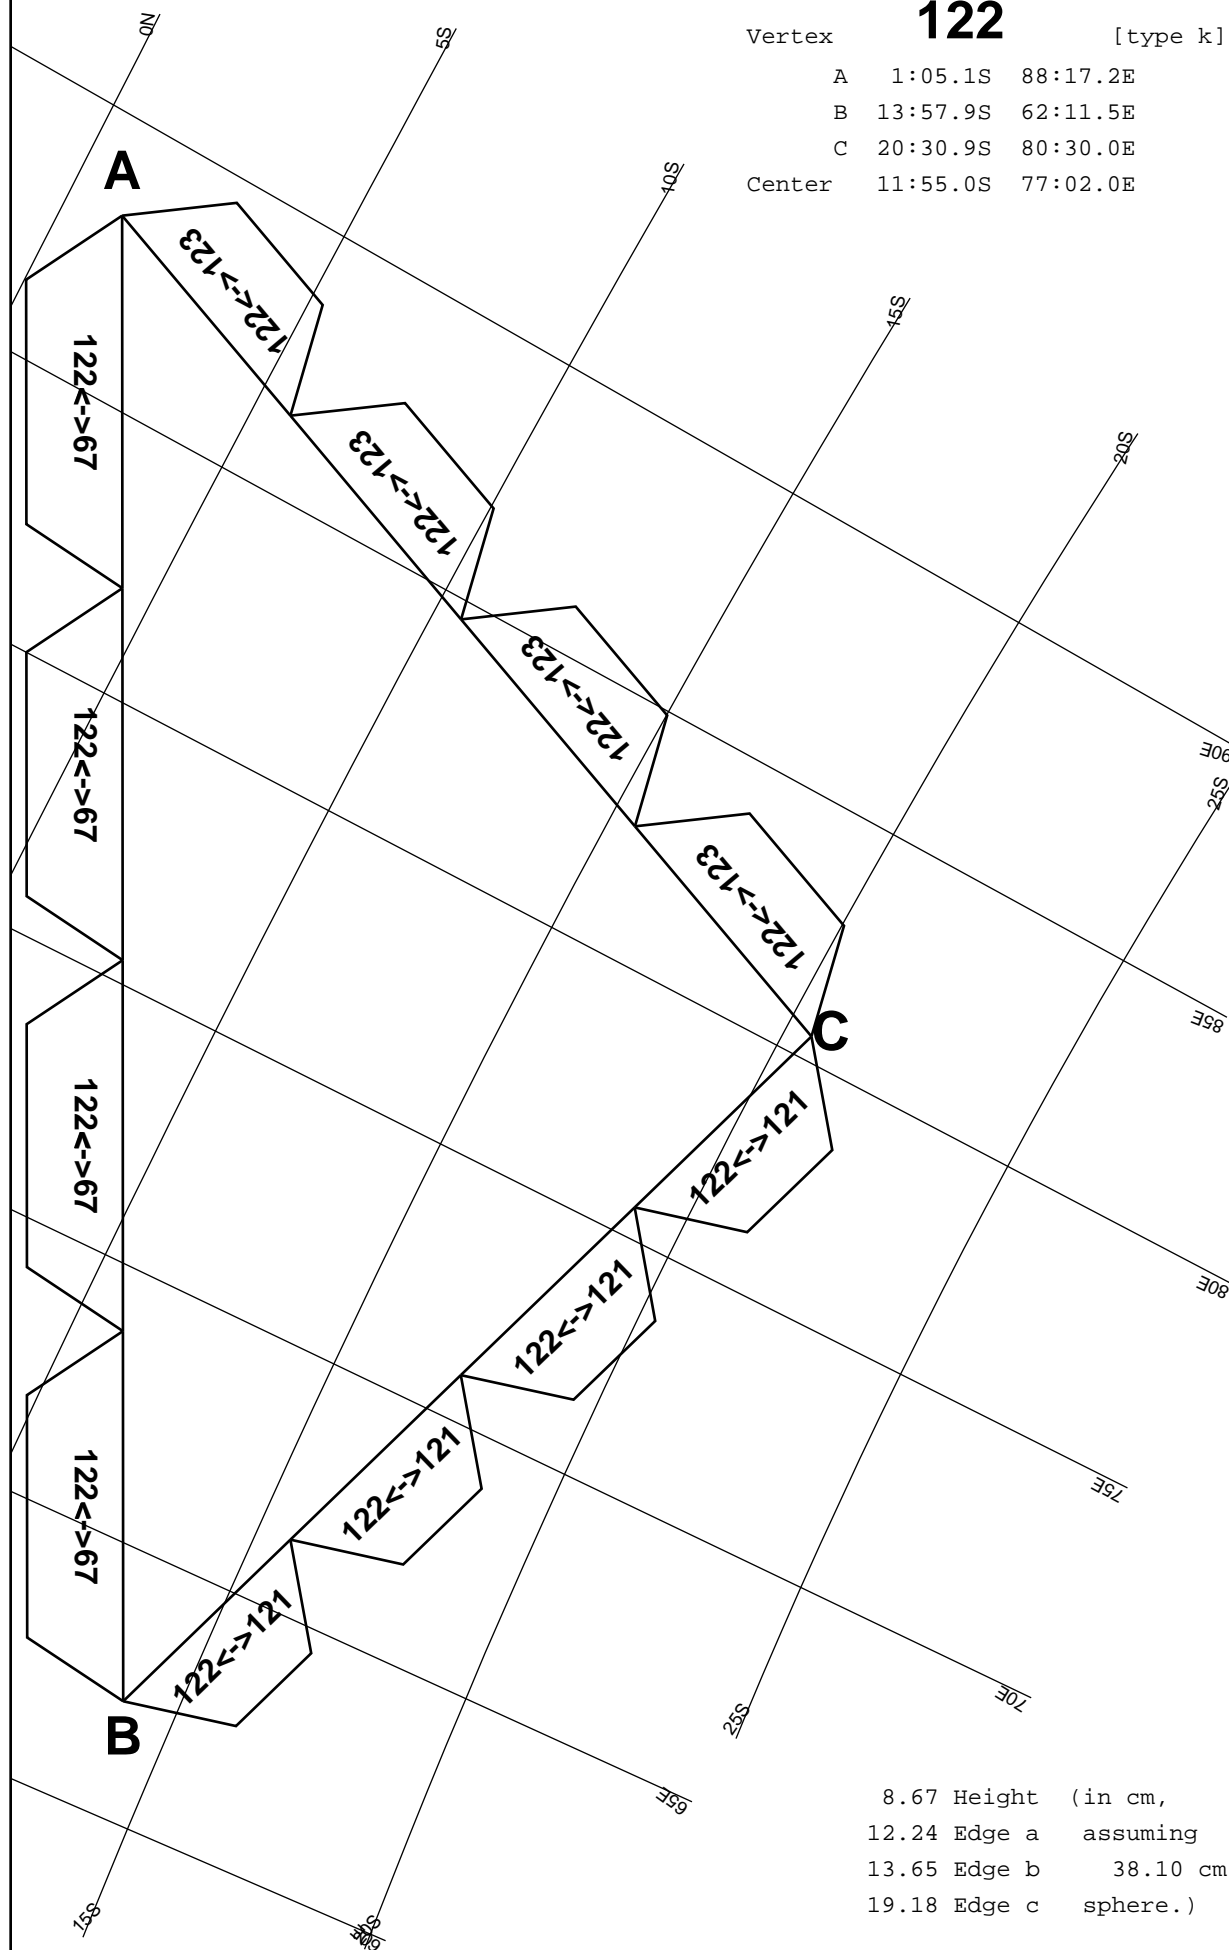 Vertex 122 [type k]
A 1:05.1S 88:17.2E
B 13:57.9S 62:11.5E
C 20:30.9S 80:30.0E
Center 11:55.0S 77:02.0E
0N
5S
10S
15S
20S
25S
A
122<->123
122<->123
122<->123
122<->123
122<->67
122<->67
122<->67
122<->67
90E
85E
80E
75E
70E
65E
C
122<->121
122<->121
122<->121
122<->121
B
25S
15S
8.67 Height (in cm,
12.24 Edge a assuming
13.65 Edge b 38.10 cm
19.18 Edge c sphere.)